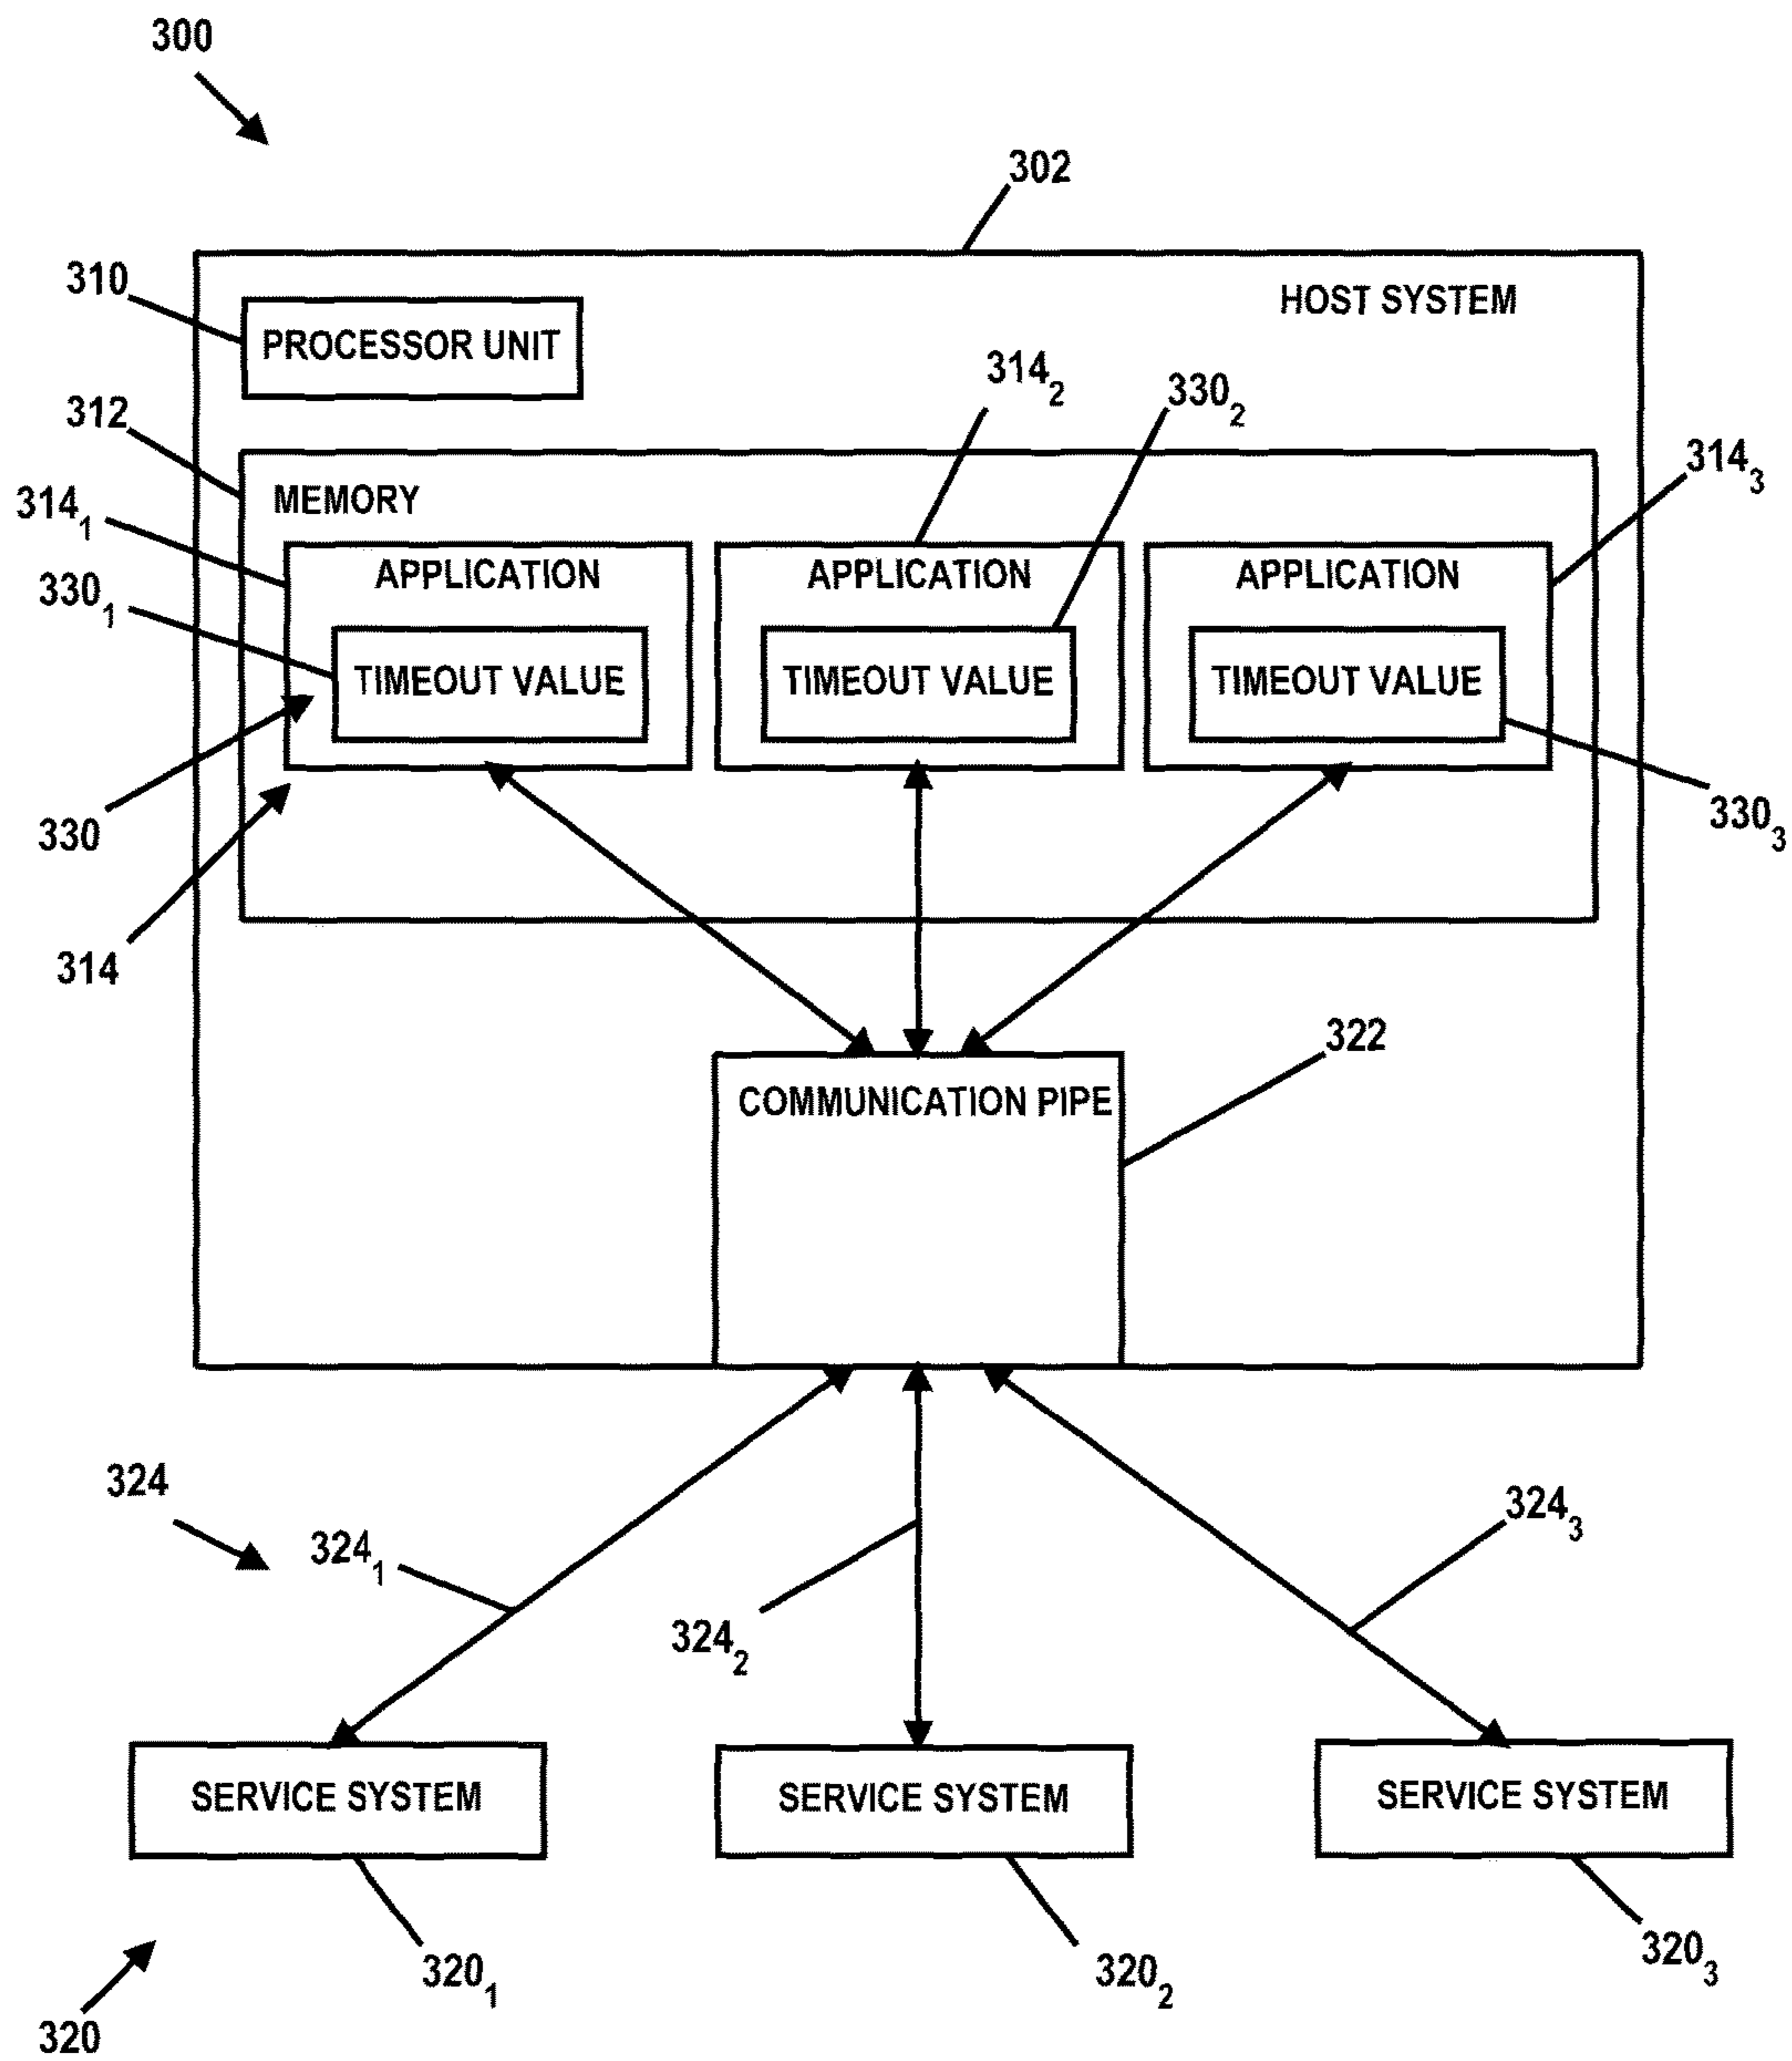 300
302
310
HOST SYSTEM
PROCESSOR UNIT
314₂
330₂
312
314₃
MEMORY
314₁
APPLICATION
APPLICATION
APPLICATION
330₁
TIMEOUT VALUE
TIMEOUT VALUE
TIMEOUT VALUE
330
330₃
314
322
COMMUNICATION PIPE
324
324₁
324₃
324₂
SERVICE SYSTEM
SERVICE SYSTEM
SERVICE SYSTEM
320₁
320₂
320₃
320